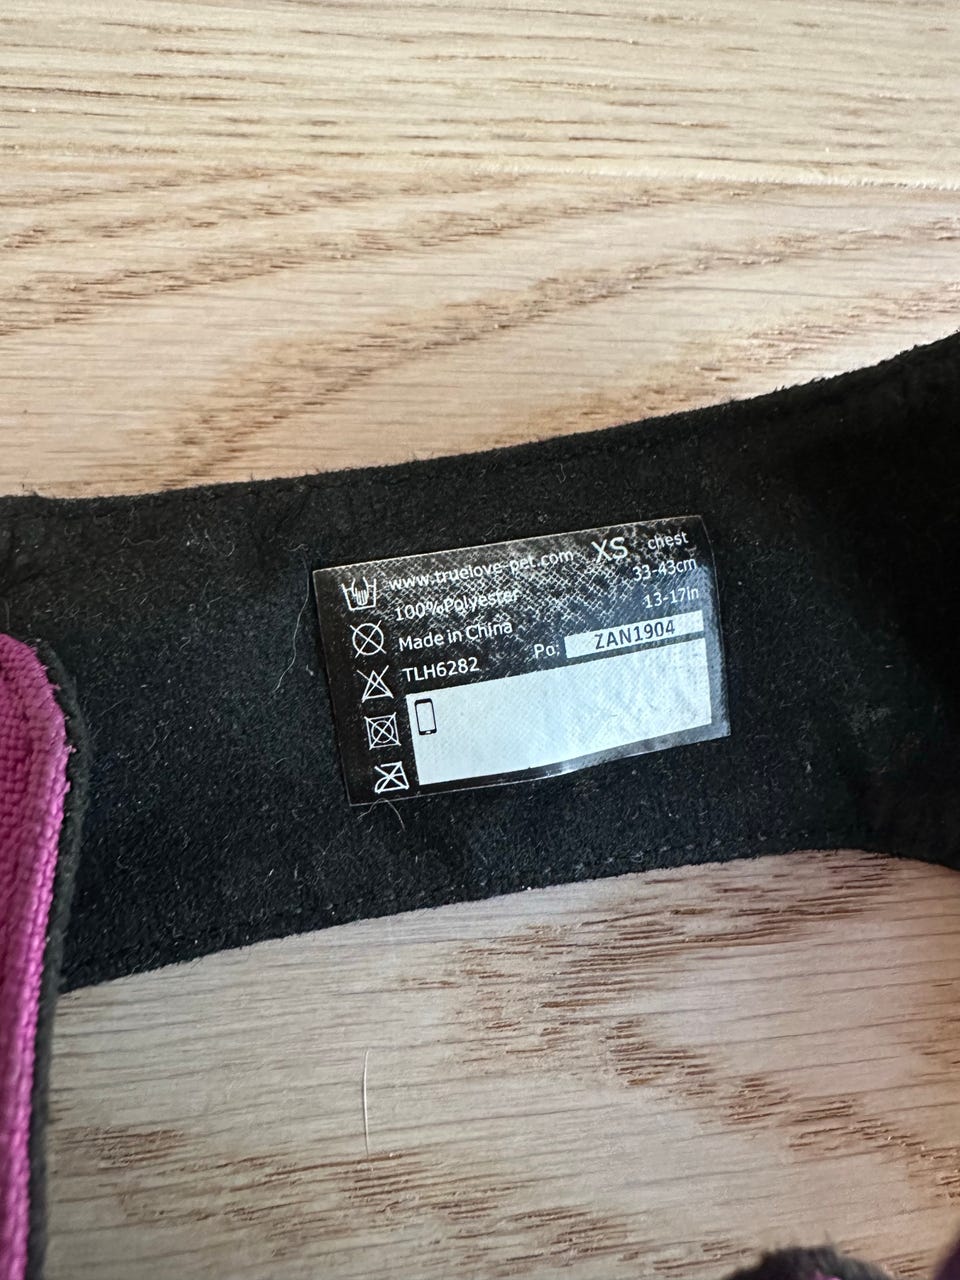 www.truelove-pet.com XS chest
100%Polyester 33-43cm
Made in China 13-17in
TLH6282 Po: ZAN1904